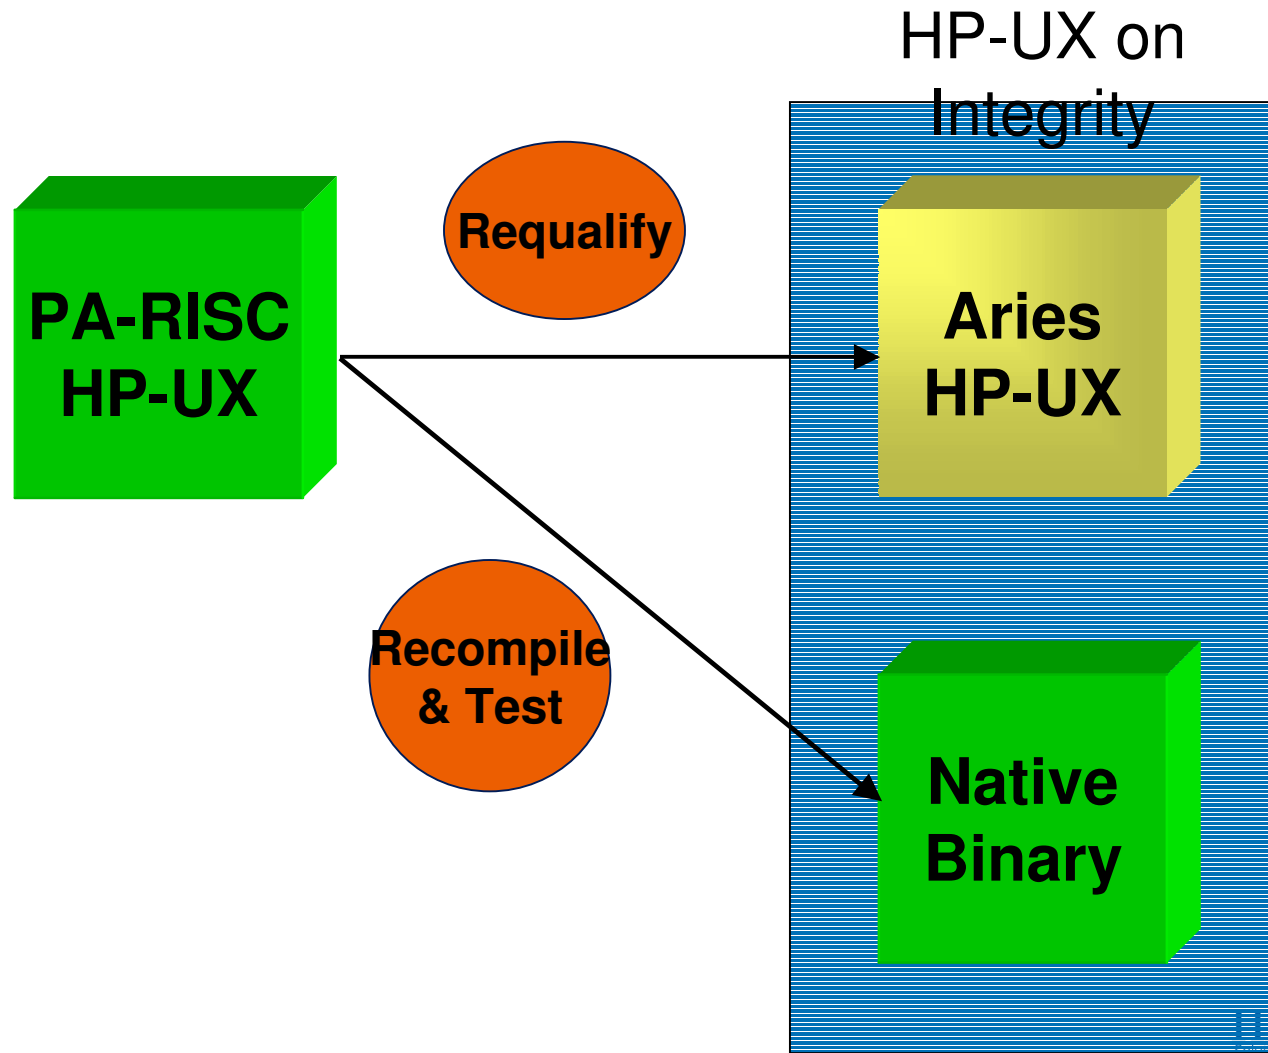 HP-UX on
Integrity
Requalify
PA-RISC
HP-UX
Aries
HP-UX
Recompile
& Test
Native
Binary